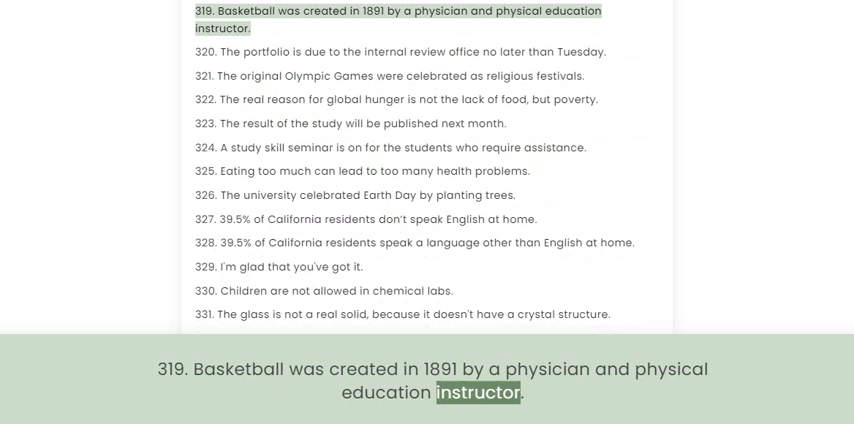 319. Basketball was created in 1891 by a physician and physical education
instructor.
320. The portfolio is due to the internal review office no later than Tuesday.
321. The original Olympic Games were celebrated as religious festivals.
322. The real reason for global hunger is not the lack of food, but poverty.
323. The result of the study will be published next month.
324. A study skill seminar is on for the students who require assistance.
325. Eating too much can lead to too many health problems.
326. The university celebrated Earth Day by planting trees.
327. 39.5% of California residents don't speak English at home.
328. 39.5% of California residents speak a language other than English at home.
329. I'm glad that you've got it.
330. Children are not allowed in chemical labs.
331. The glass is not a real solid, because it doesn't have a crystal structure.
319. Basketball was created in 1891 by a physician and physical
education instructor.